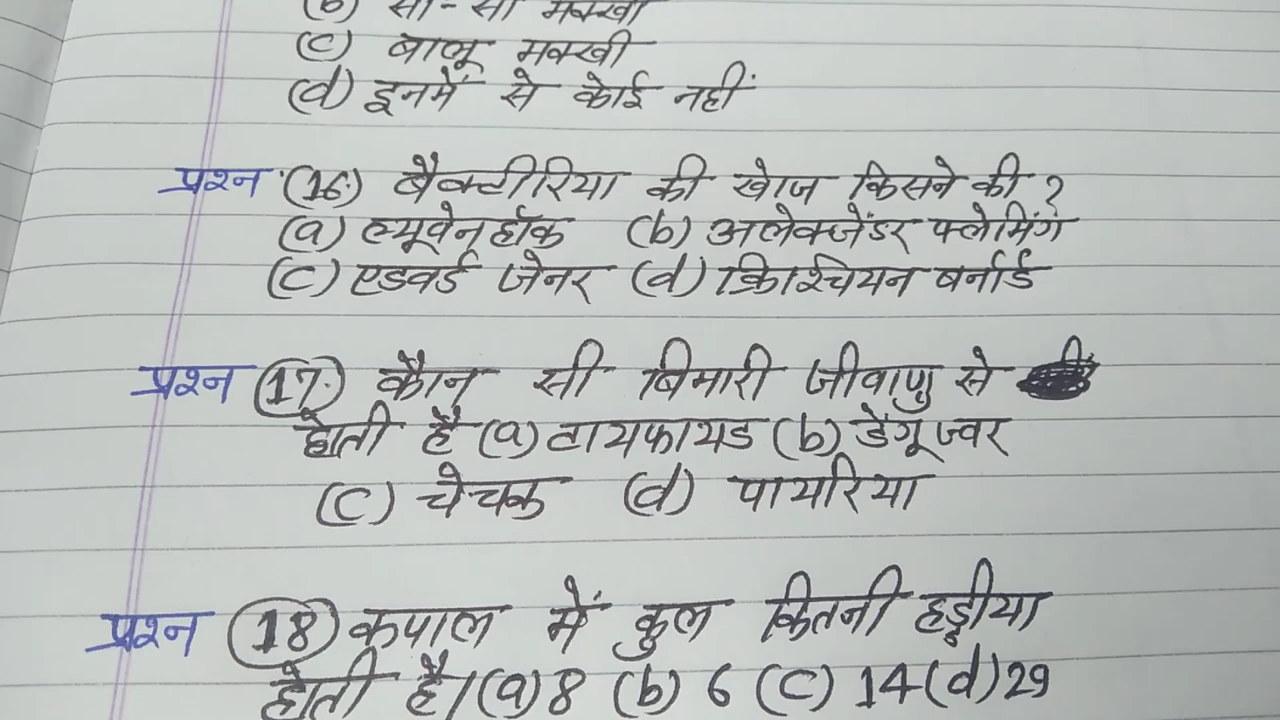 (b) सी-सी मक्खी
(c) बालू मक्खी
(d) इनमें से कोई नहीं
प्रश्न (16.) बैक्टीरिया की खोज किसने की ?
(a) ल्यूवेनहॉक (b) अलेक्जेंडर फ्लेमिंग
(c) एडवर्ड जेनर (d) क्रिश्चियन बर्नार्ड
प्रश्न (17.) कौन सी बिमारी जीवाणु से
होती है (a) टायफायड (b) डेंगू ज्वर
(c) चेचक (d) पायरिया
प्रश्न (18) कपाल में कुल कितनी हड्डीया
होती है। (a) 8 (b) 6 (c) 14 (d) 29